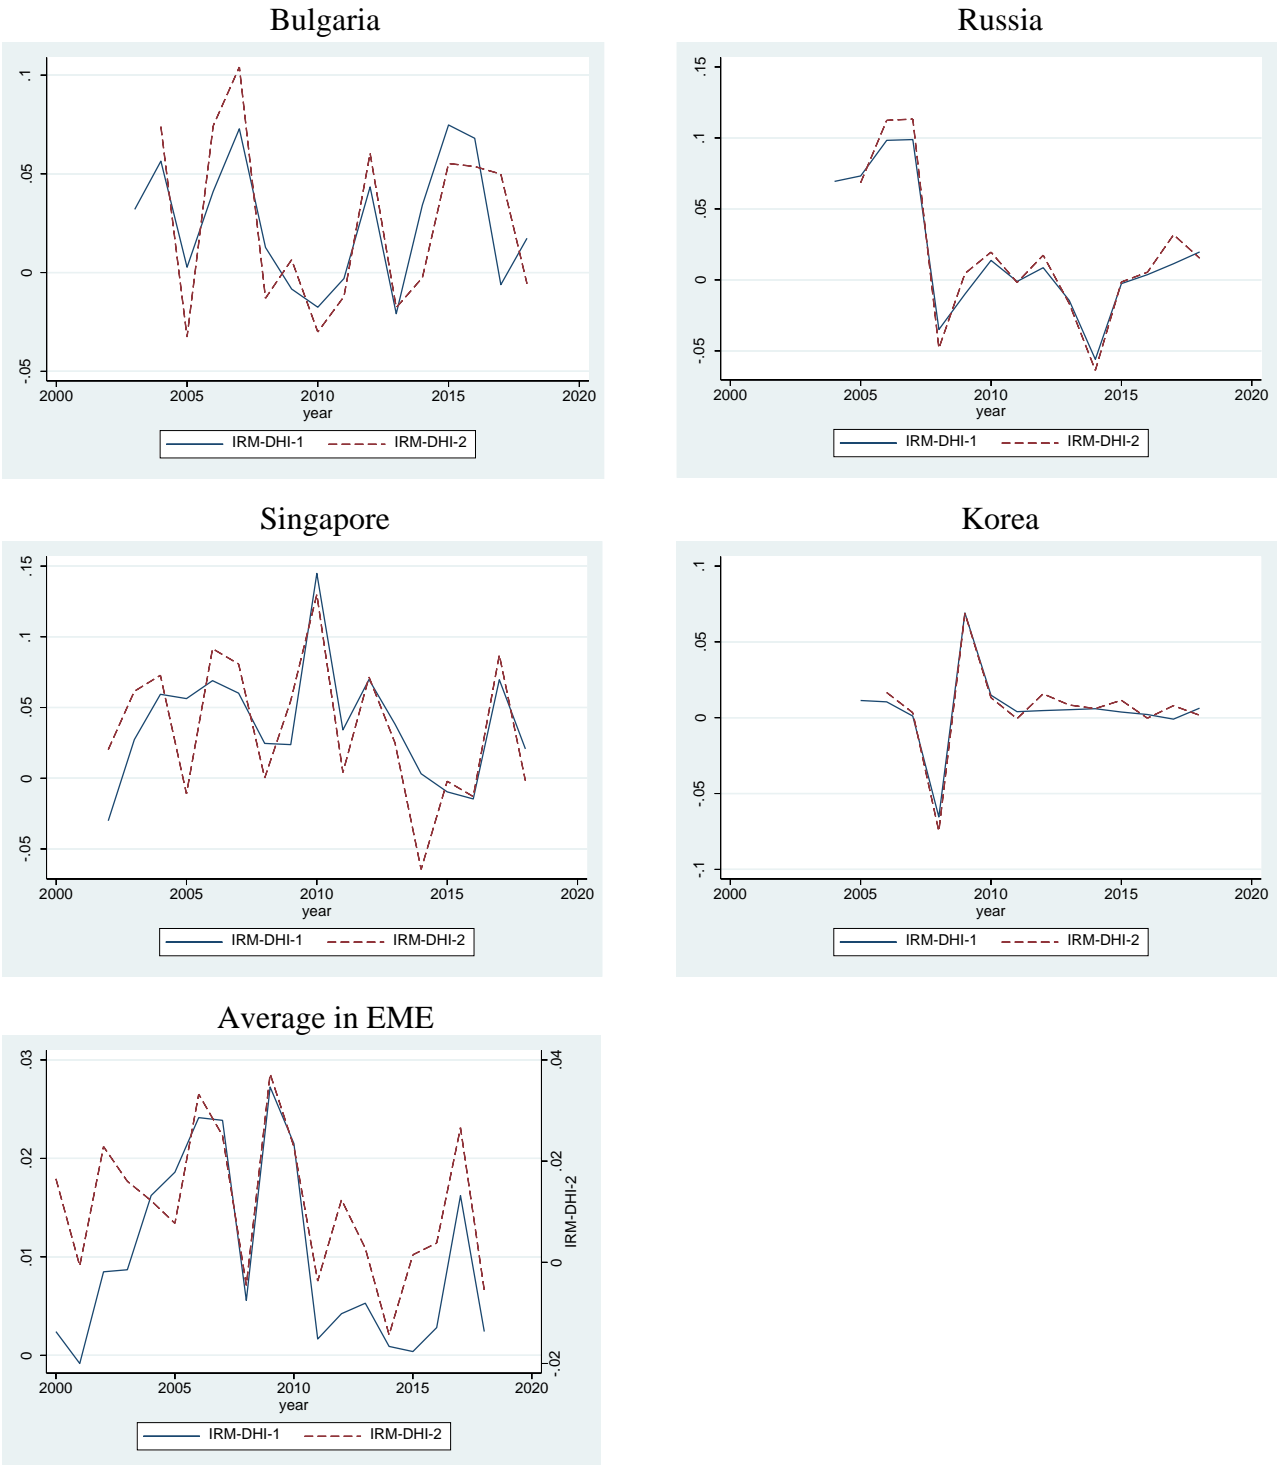 Bulgaria
.1
.05
0
-.05
2000 2005 2010 2015 2020
year
IRM-DHI-1 IRM-DHI-2
Russia
.15
.1
.05
0
-.05
2000 2005 2010 2015 2020
year
IRM-DHI-1 IRM-DHI-2
Singapore
.15
.1
.05
0
-.05
2000 2005 2010 2015 2020
year
IRM-DHI-1 IRM-DHI-2
Korea
.1
.05
0
-.05
-.1
2000 2005 2010 2015 2020
year
IRM-DHI-1 IRM-DHI-2
Average in EME
.03
.02
.01
0
.04
.02
0
-.02
IRM-DHI-2
2000 2005 2010 2015 2020
year
IRM-DHI-1 IRM-DHI-2